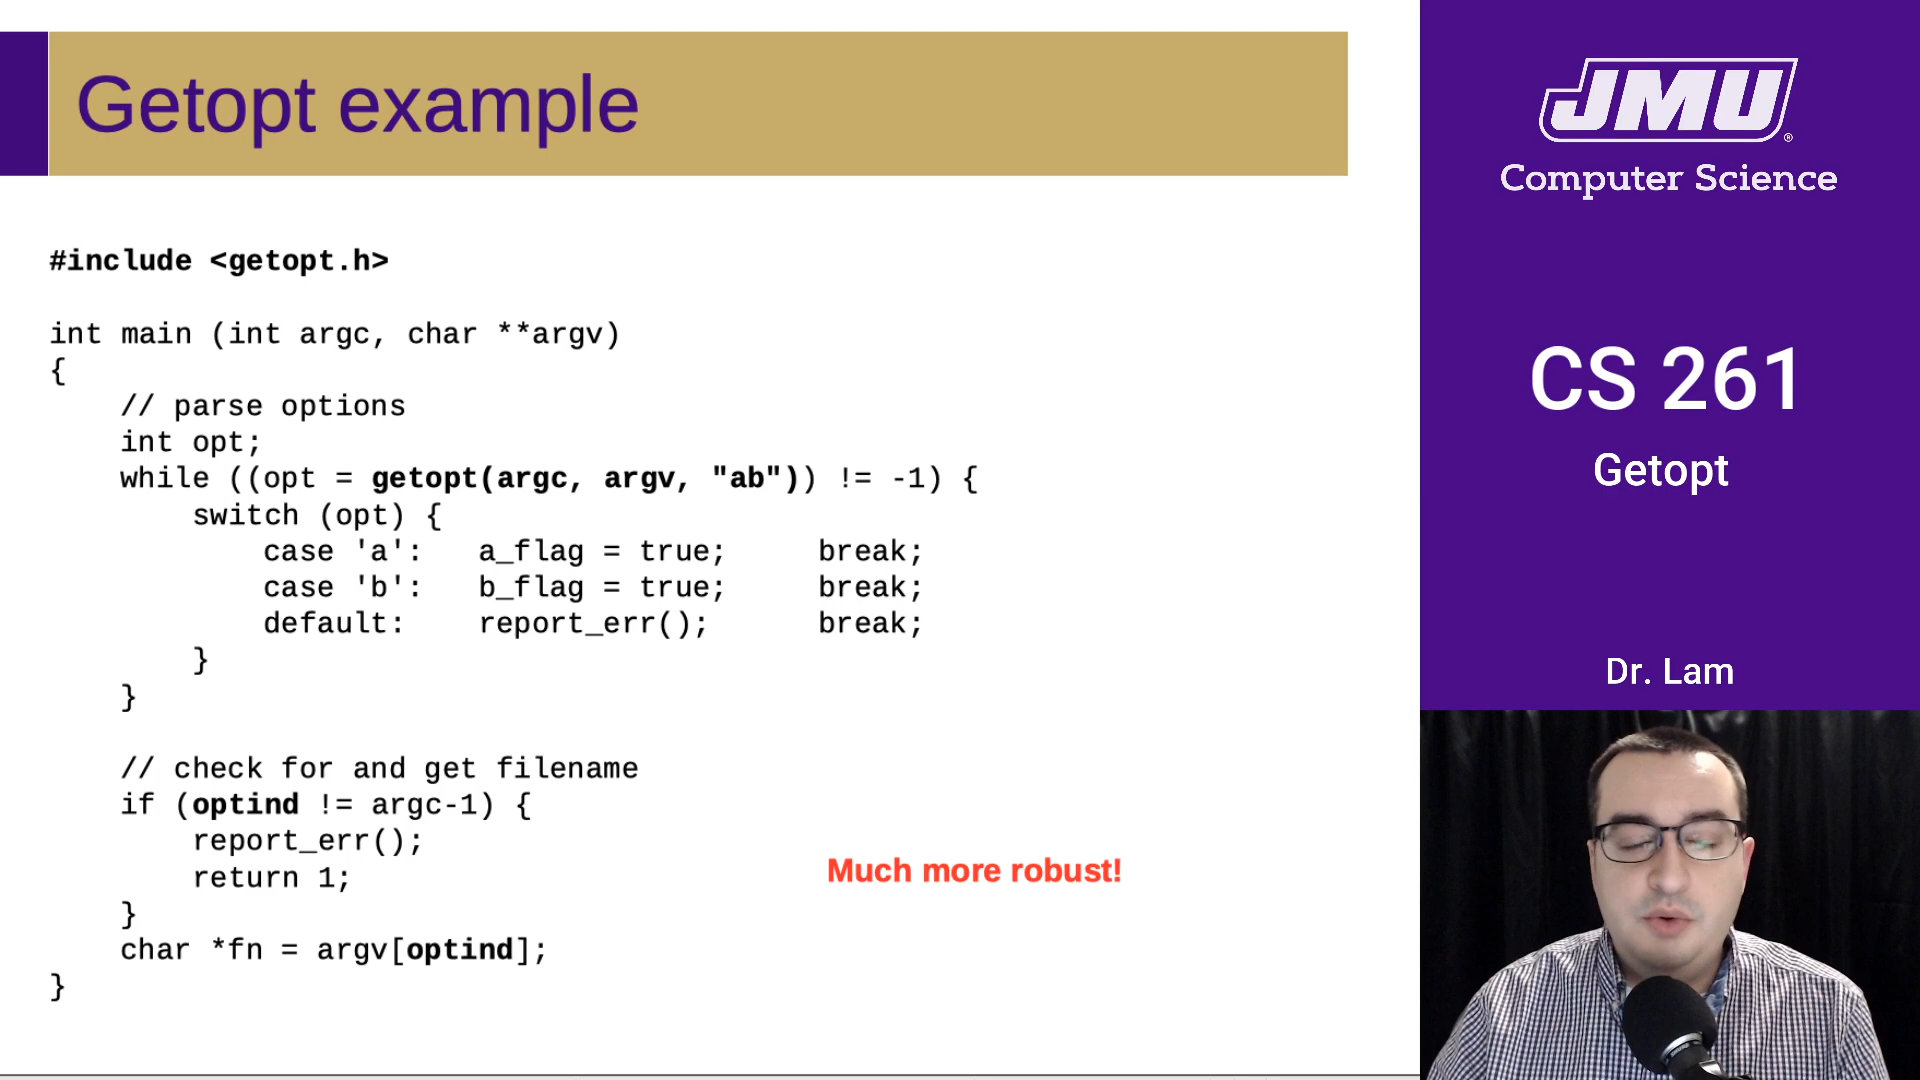 Getopt example
#include <getopt.h>
int main (int argc, char **argv)
{
    // parse options
    int opt;
    while ((opt = getopt(argc, argv, "ab")) != -1) {
        switch (opt) {
            case 'a':   a_flag = true;     break;
            case 'b':   b_flag = true;     break;
            default:    report_err();      break;
        }
    }
    // check for and get filename
    if (optind != argc-1) {
        report_err();
        return 1;
    }
    char *fn = argv[optind];
}
Much more robust!
JMU®
Computer Science
CS 261
Getopt
Dr. Lam